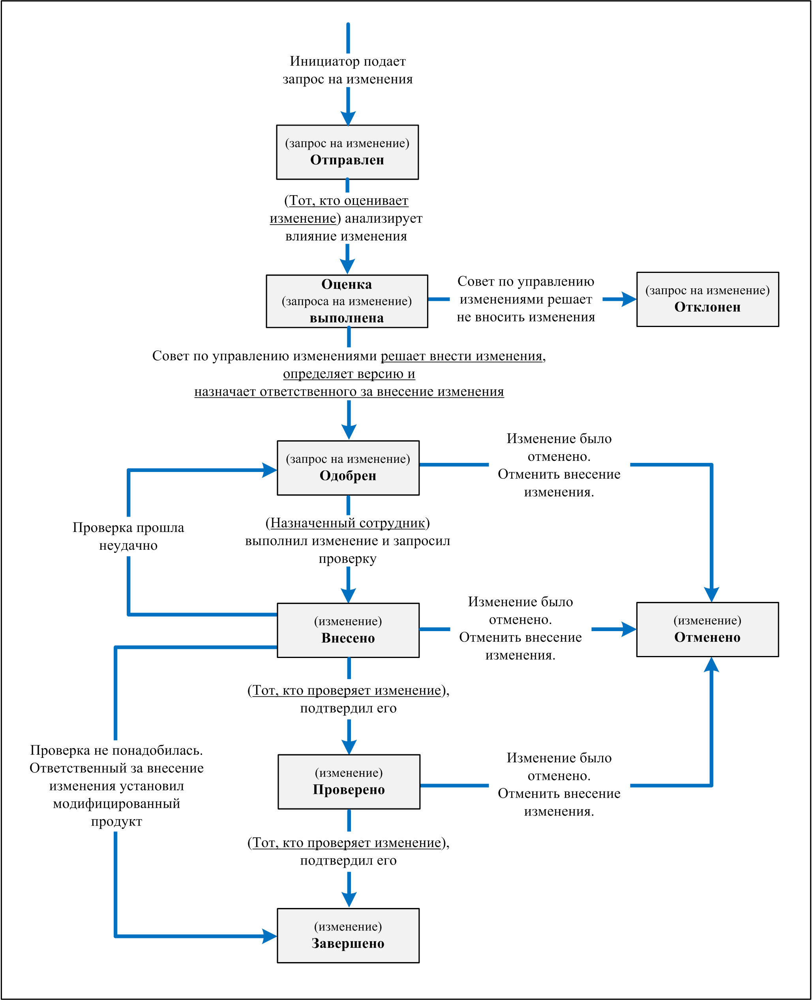 Инициатор подает
запрос на изменения
(запрос на изменение)
Отправлен
(Тот, кто оценивает
изменение) анализирует
влияние изменения
Оценка
(запроса на изменение)
выполнена
Совет по управлению
изменениями решает
не вносить изменения
(запрос на изменение)
Отклонен
Совет по управлению изменениями решает внести изменения,
определяет версию и
назначает ответственного за внесение изменения
(запрос на изменение)
Одобрен
Изменение было
отменено.
Отменить внесение
изменения.
Проверка прошла
неудачно
(Назначенный сотрудник)
выполнил изменение и запросил
проверку
(изменение)
Внесено
Изменение было
отменено.
Отменить внесение
изменения.
(изменение)
Отменено
(Тот, кто проверяет изменение),
подтвердил его
Проверка не понадобилась.
Ответственный за внесение
изменения установил
модифицированный
продукт
(изменение)
Проверено
Изменение было
отменено.
Отменить внесение
изменения.
(Тот, кто проверяет изменение),
подтвердил его
(изменение)
Завершено